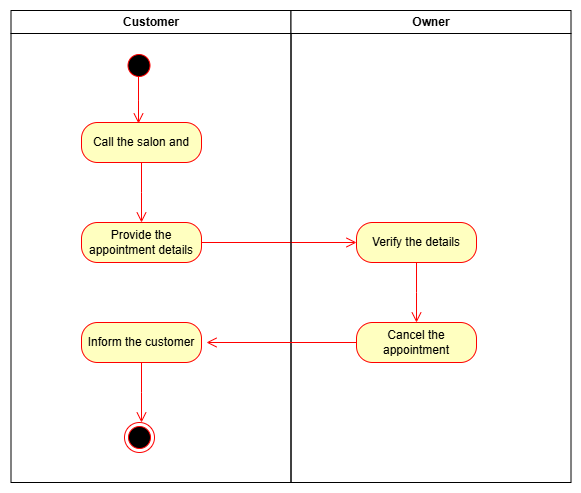 Customer
Owner
Call the salon and
Provide the
appointment details
Verify the details
Cancel the
appointment
Inform the customer